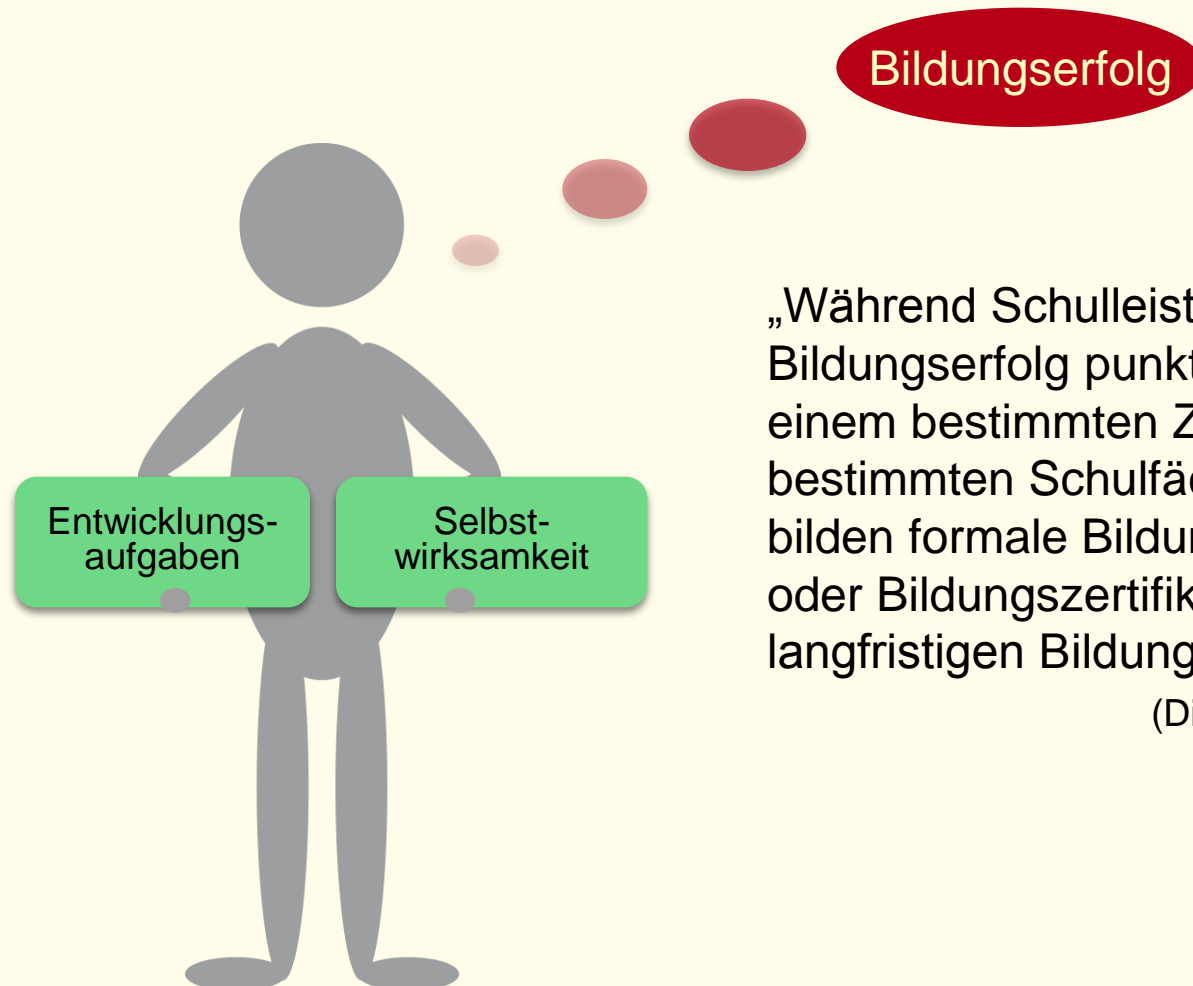 Bildungserfolg
„Während Schulleist
Bildungserfolg punkt
einem bestimmten Z
bestimmten Schulfäc
bilden formale Bildun
oder Bildungszertifik
langfristigen Bildung
(Di
Entwicklungs-
aufgaben
Selbst-
wirksamkeit